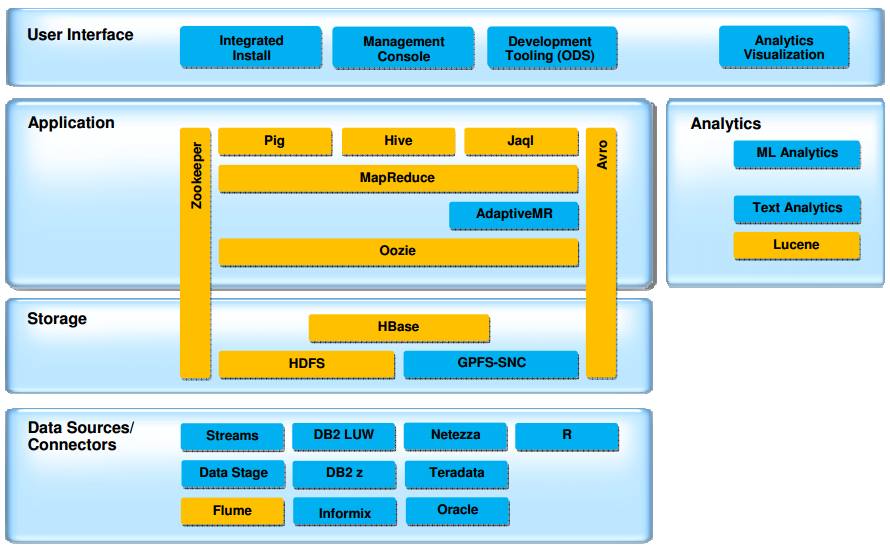 User Interface
Integrated
Install
Management
Console
Development
Tooling (ODS)
Analytics
Visualization
Application
Zookeeper
Pig
Hive
Jaql
Avro
MapReduce
AdaptiveMR
Oozie
Analytics
ML Analytics
Text Analytics
Lucene
Storage
HBase
HDFS
GPFS-SNC
Data Sources/
Connectors
Streams
DB2 LUW
Netezza
R
Data Stage
DB2 z
Teradata
Flume
Informix
Oracle